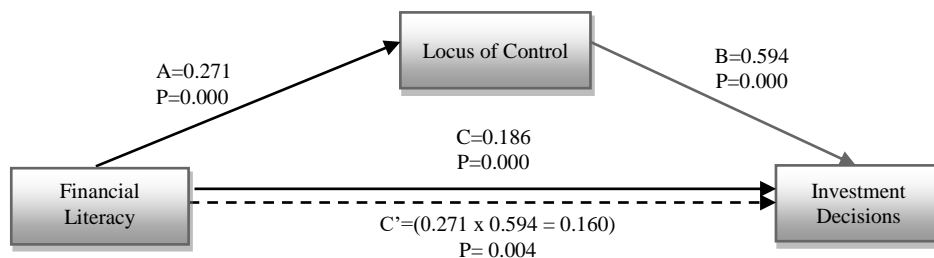 Locus of Control
A=0.271
P=0.000
B=0.594
P=0.000
C=0.186
P=0.000
Financial
Literacy
Investment
Decisions
C’=(0.271 x 0.594 = 0.160)
P= 0.004